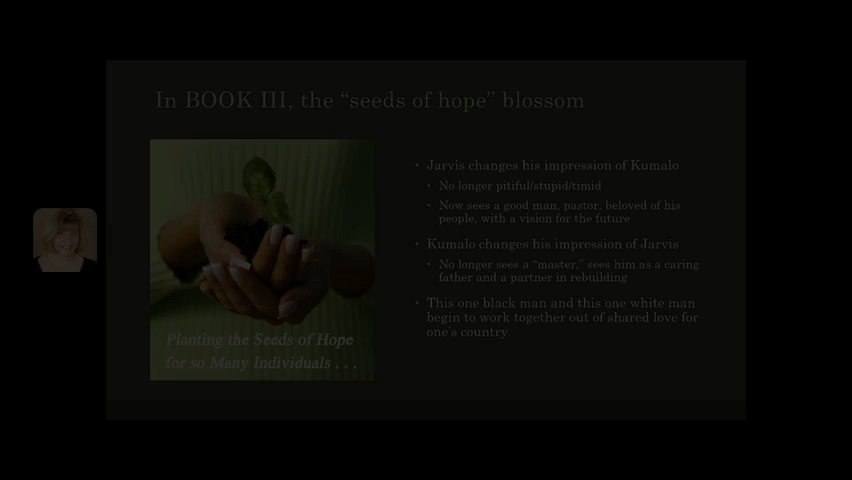 In BOOK III, the “seeds of hope” blossom
• Jarvis changes his impression of Kumalo
• No longer pitiful/stupid/timid
• Now sees a good man, pastor, beloved of his
people, with a vision for the future
• Kumalo changes his impression of Jarvis
• No longer sees a “master,” sees him as a caring
father and a partner in rebuilding
• This one black man and this one white man
begin to work together out of shared love for
one’s country
Planting the Seeds of Hope
for so Many Individuals . . .